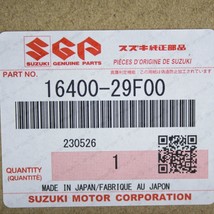 SGP
SUZUKI GENUINE PARTS
スズキ純正部品
PIÈCES D'ORIGINE DE SUZUKI
PART NO.
16400-29F00
230526
QUANTITY
(QUANTITÉ)
1
MADE IN JAPAN/FABRIQUÉ AU JAPON
SUZUKI MOTOR CORPORATION